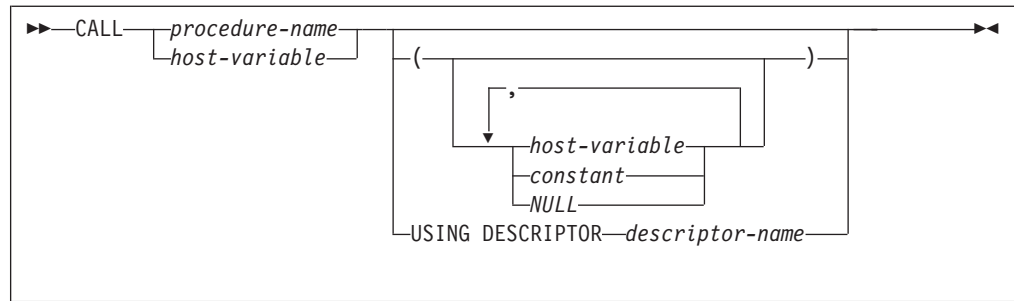 CALL procedure-name
host-variable
( )
,
host-variable
constant
NULL
USING DESCRIPTOR descriptor-name